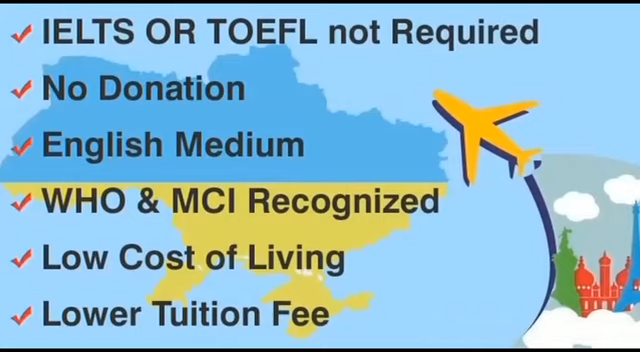 IELTS OR TOEFL not Required
No Donation
English Medium
WHO & MCI Recognized
Low Cost of Living
Lower Tuition Fee